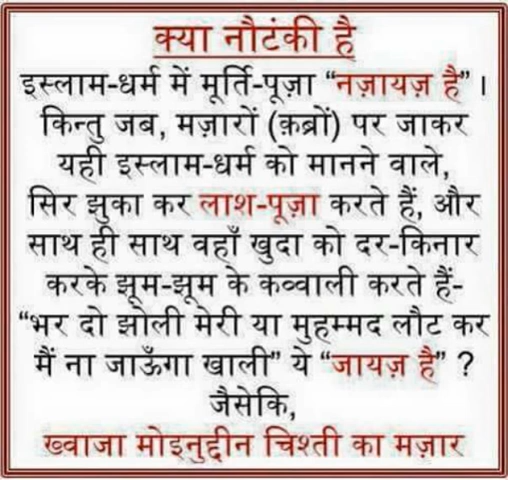 क्या नौटंकी है
इस्लाम-धर्म में मूर्ति-पूज़ा “नज़ायज़ है” ।
किन्तु जब, मज़ारों (क़ब्रों) पर जाकर
यही इस्लाम-धर्म को मानने वाले,
सिर झुका कर लाश-पूज़ा करते हैं, और
साथ ही साथ वहाँ खुदा को दर-किनार
करके झूम-झूम के कव्वाली करते हैं-
“भर दो झोली मेरी या मुहम्मद लौट कर
मैं ना जाऊँगा खाली” ये “जायज़ है” ?
जैसेकि,
ख्वाजा मोइनुद्दीन चिश्ती का मज़ार